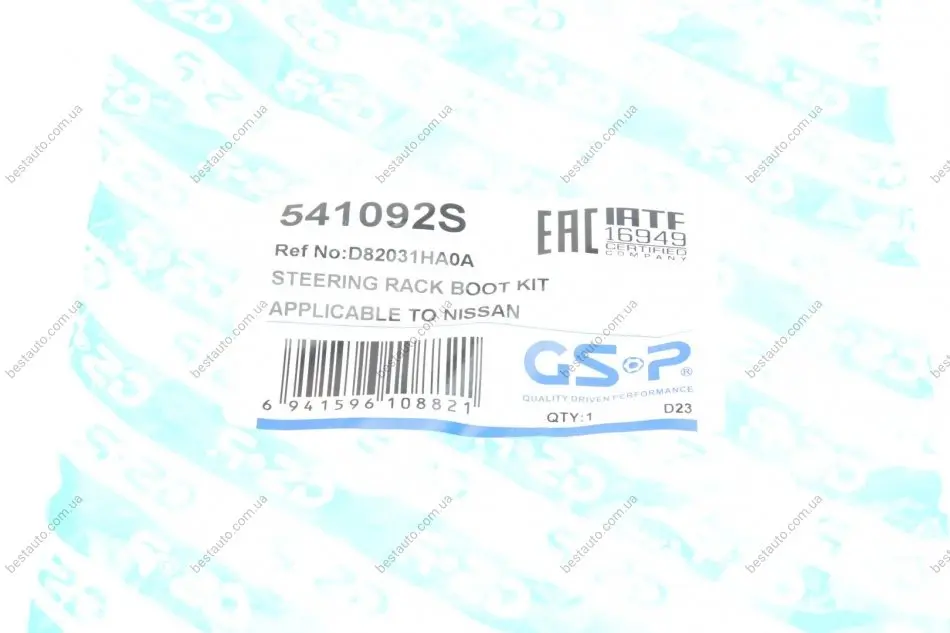 541092S
EAC
IATF
16949
CERTIFIED
COMPANY
Ref No:D82031HA0A
STEERING RACK BOOT KIT
APPLICABLE TO NISSAN
6 941596 108821
GSP®
QUALITY DRIVEN PERFORMANCE
QTY:1
D23
bestauto.com.ua